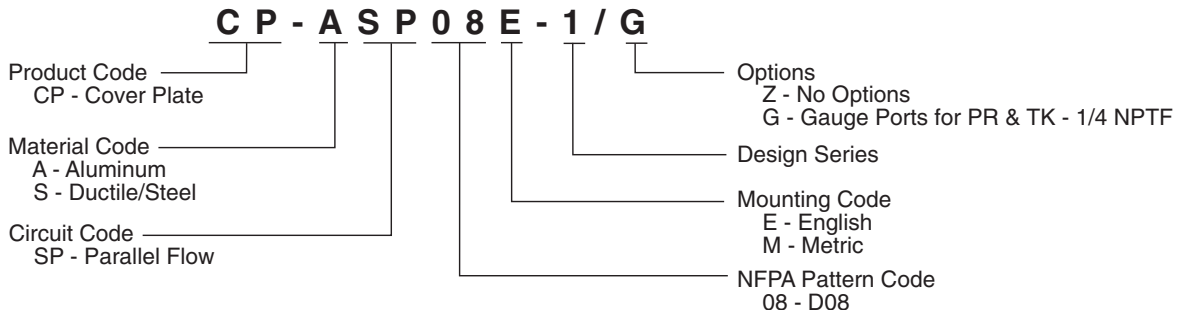 CP-ASP08E-1/G
Product Code
CP - Cover Plate
Material Code
A - Aluminum
S - Ductile/Steel
Circuit Code
SP - Parallel Flow
Options
Z - No Options
G - Gauge Ports for PR & TK - 1/4 NPTF
Design Series
Mounting Code
E - English
M - Metric
NFPA Pattern Code
08 - D08